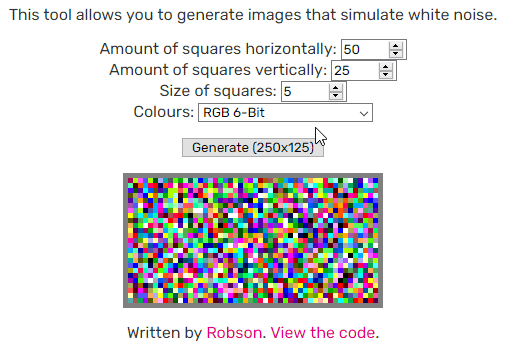 This tool allows you to generate images that simulate white noise.
Amount of squares horizontally: 50
Amount of squares vertically: 25
Size of squares: 5
Colours: RGB 6-Bit
Generate (250x125)
Written by Robson. View the code.